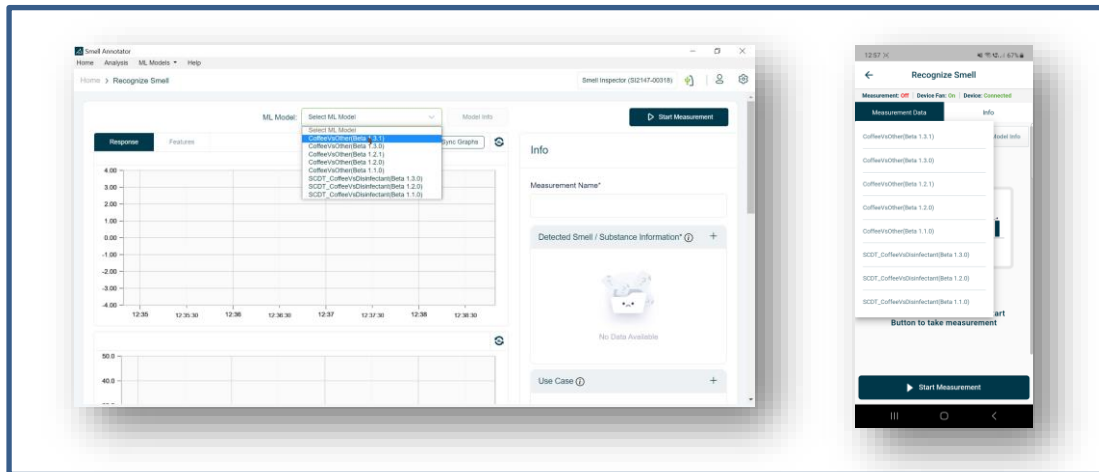 Smell Annotator
Home Analysis ML Models Help
Home > Recognize Smell
Smell Inspector (SI2147-00318)
ML Model:
Select ML Model
Model Info
Start Measurement
Select ML Model
CoffeeVsOther(Beta 1.3.1)
CoffeeVsOther(Beta 1.3.0)
CoffeeVsOther(Beta 1.2.1)
CoffeeVsOther(Beta 1.2.0)
CoffeeVsOther(Beta 1.1.0)
SCDT_CoffeeVsDisinfectant(Beta 1.3.0)
SCDT_CoffeeVsDisinfectant(Beta 1.2.0)
SCDT_CoffeeVsDisinfectant(Beta 1.1.0)
Response Features
Sync Graphs
4.00
3.00
2.00
1.00
0.00
-1.00
-2.00
-3.00
-4.00
12:35 12:35:30 12:36 12:36:30 12:37 12:37:30 12:38 12:38:30
50.0
40.0
Info
Measurement Name*
Detected Smell / Substance Information*
No Data Available
Use Case
12:57
67%
Recognize Smell
Measurement: Off Device Fan: On Device: Connected
Measurement Data Info
Model Info
CoffeeVsOther(Beta 1.3.1)
CoffeeVsOther(Beta 1.3.0)
CoffeeVsOther(Beta 1.2.1)
CoffeeVsOther(Beta 1.2.0)
CoffeeVsOther(Beta 1.1.0)
SCDT_CoffeeVsDisinfectant(Beta 1.3.0)
SCDT_CoffeeVsDisinfectant(Beta 1.2.0)
SCDT_CoffeeVsDisinfectant(Beta 1.1.0)
art
Button to take measurement
Start Measurement